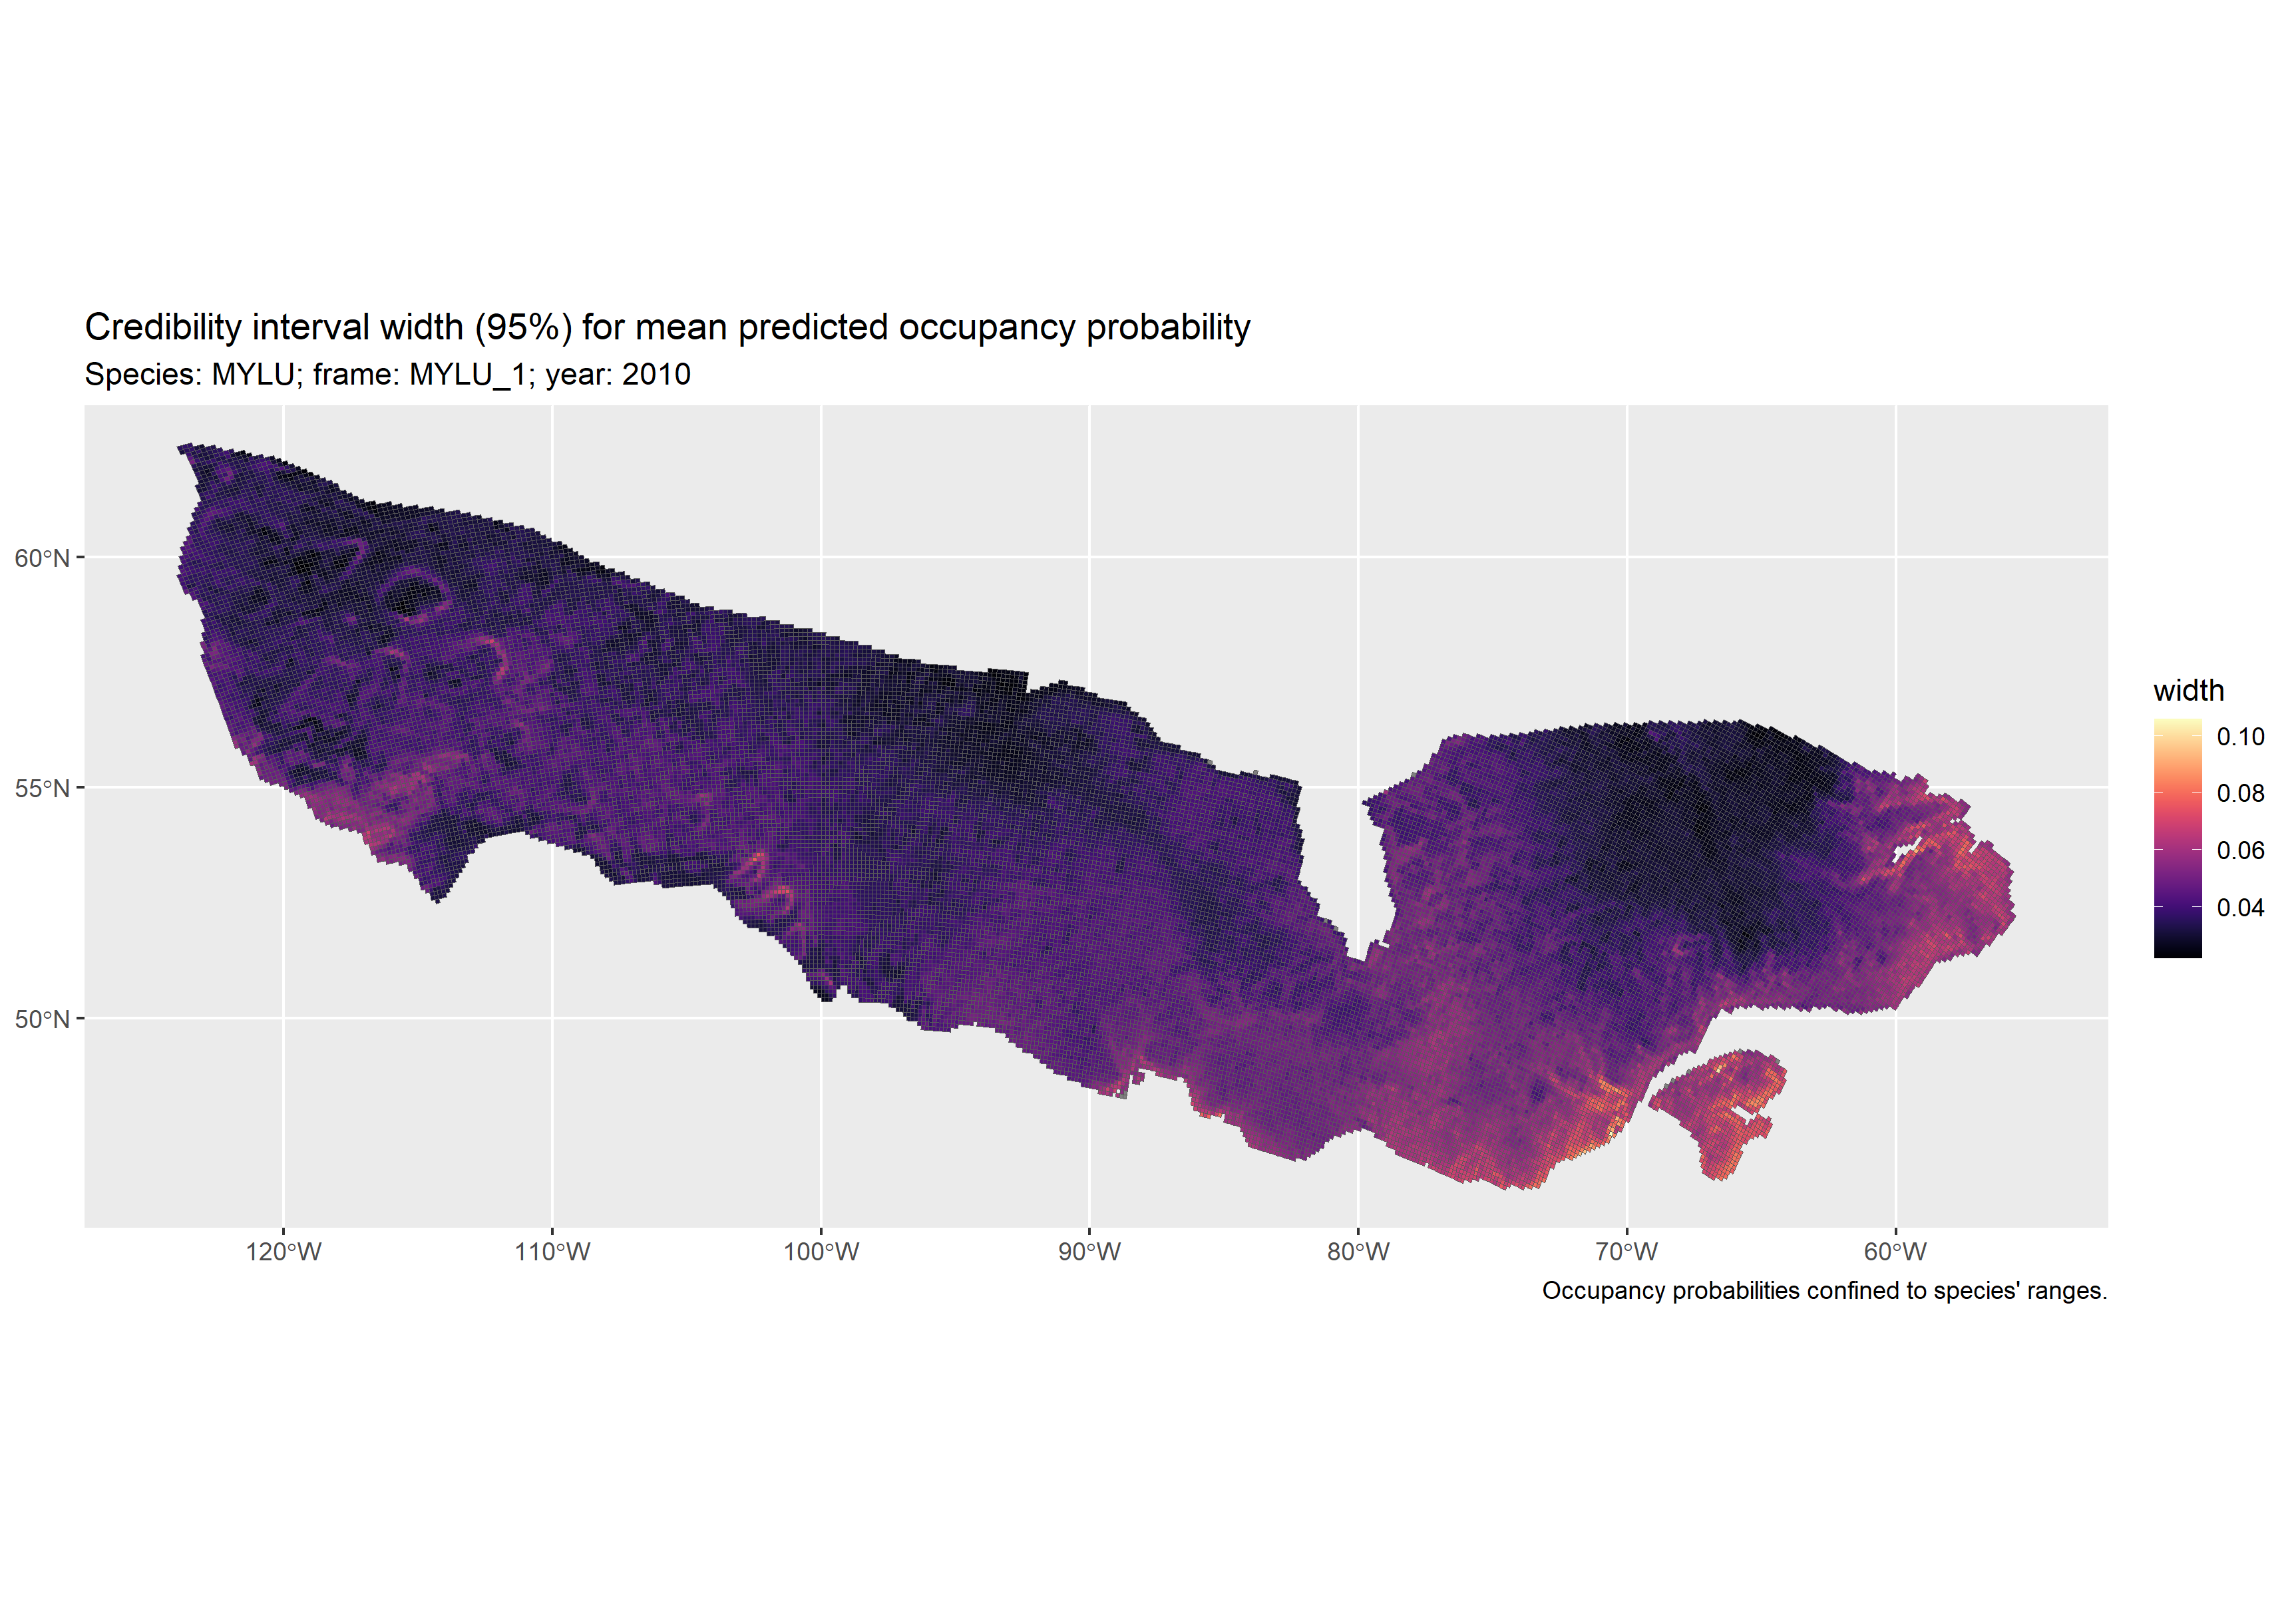 Credibility interval width (95%) for mean predicted occupancy probability
Species: MYLU; frame: MYLU_1; year: 2010
60°N
55°N
50°N
120°W
110°W
100°W
90°W
80°W
70°W
60°W
width
0.10
0.08
0.06
0.04
Occupancy probabilities confined to species' ranges.